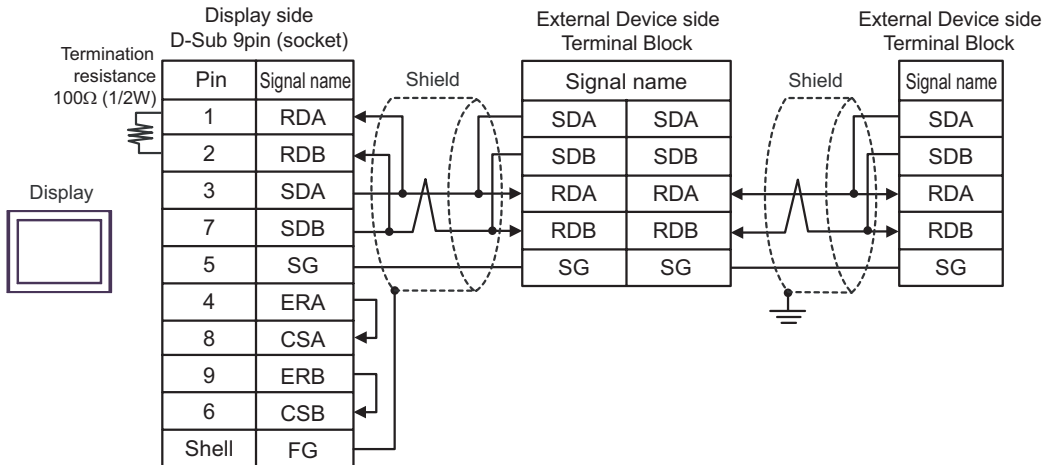 Display side
D-Sub 9pin (socket)
External Device side
Terminal Block
External Device side
Terminal Block
Termination
resistance
100Ω (1/2W)
Display
Pin Signal name
1 RDA
2 RDB
3 SDA
7 SDB
5 SG
4 ERA
8 CSA
9 ERB
6 CSB
Shell FG
Shield
Signal name
SDA SDA
SDB SDB
RDA RDA
RDB RDB
SG SG
Shield
Signal name
SDA
SDB
RDA
RDB
SG